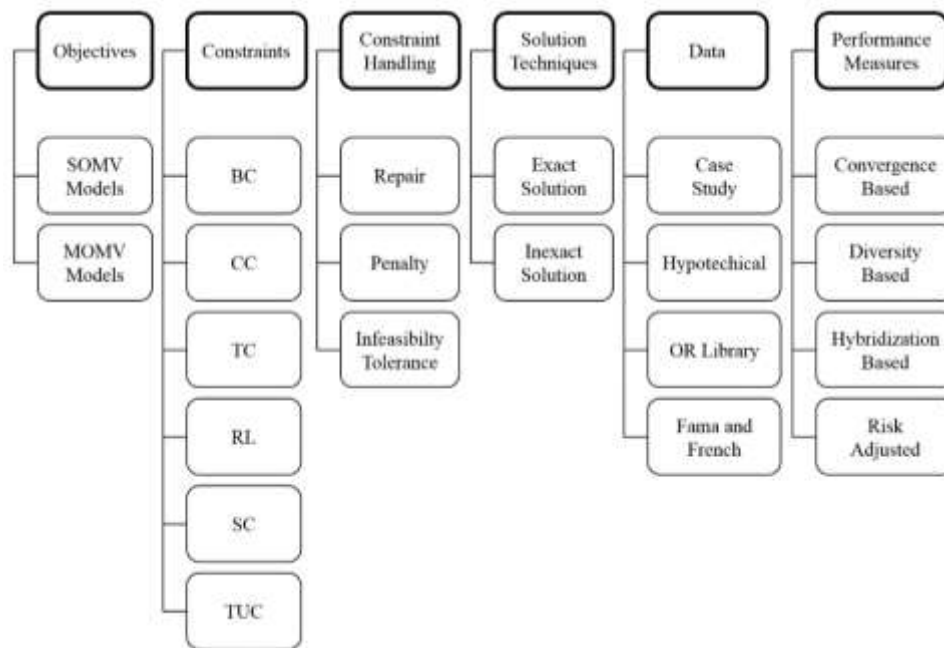 Objectives
SOMV
Models
MOMV
Models
Constraints
BC
CC
TC
RL
SC
TUC
Constraint
Handling
Repair
Penalty
Infeasibilty
Tolerance
Solution
Techniques
Exact
Solution
Inexact
Solution
Data
Case
Study
Hypotechical
OR Library
Fama and
French
Performance
Measures
Convergence
Based
Diversity
Based
Hybridization
Based
Risk
Adjusted